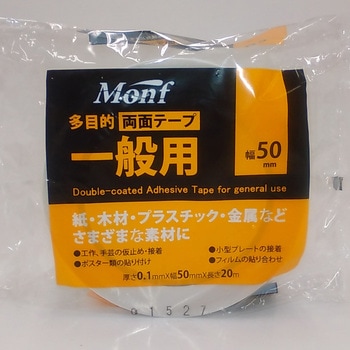 Monf
多目的 両面テープ
一般用
幅50mm
Double-coated Adhesive Tape for general use
紙・木材・プラスチック・金属など
さまざまな素材に
●工作、手芸の仮止め・接着 ●小型プレートの接着
●ポスター類の貼り付け ●フィルムの貼り合わせ
厚さ0.1mm×幅50mm×長さ20m
01527